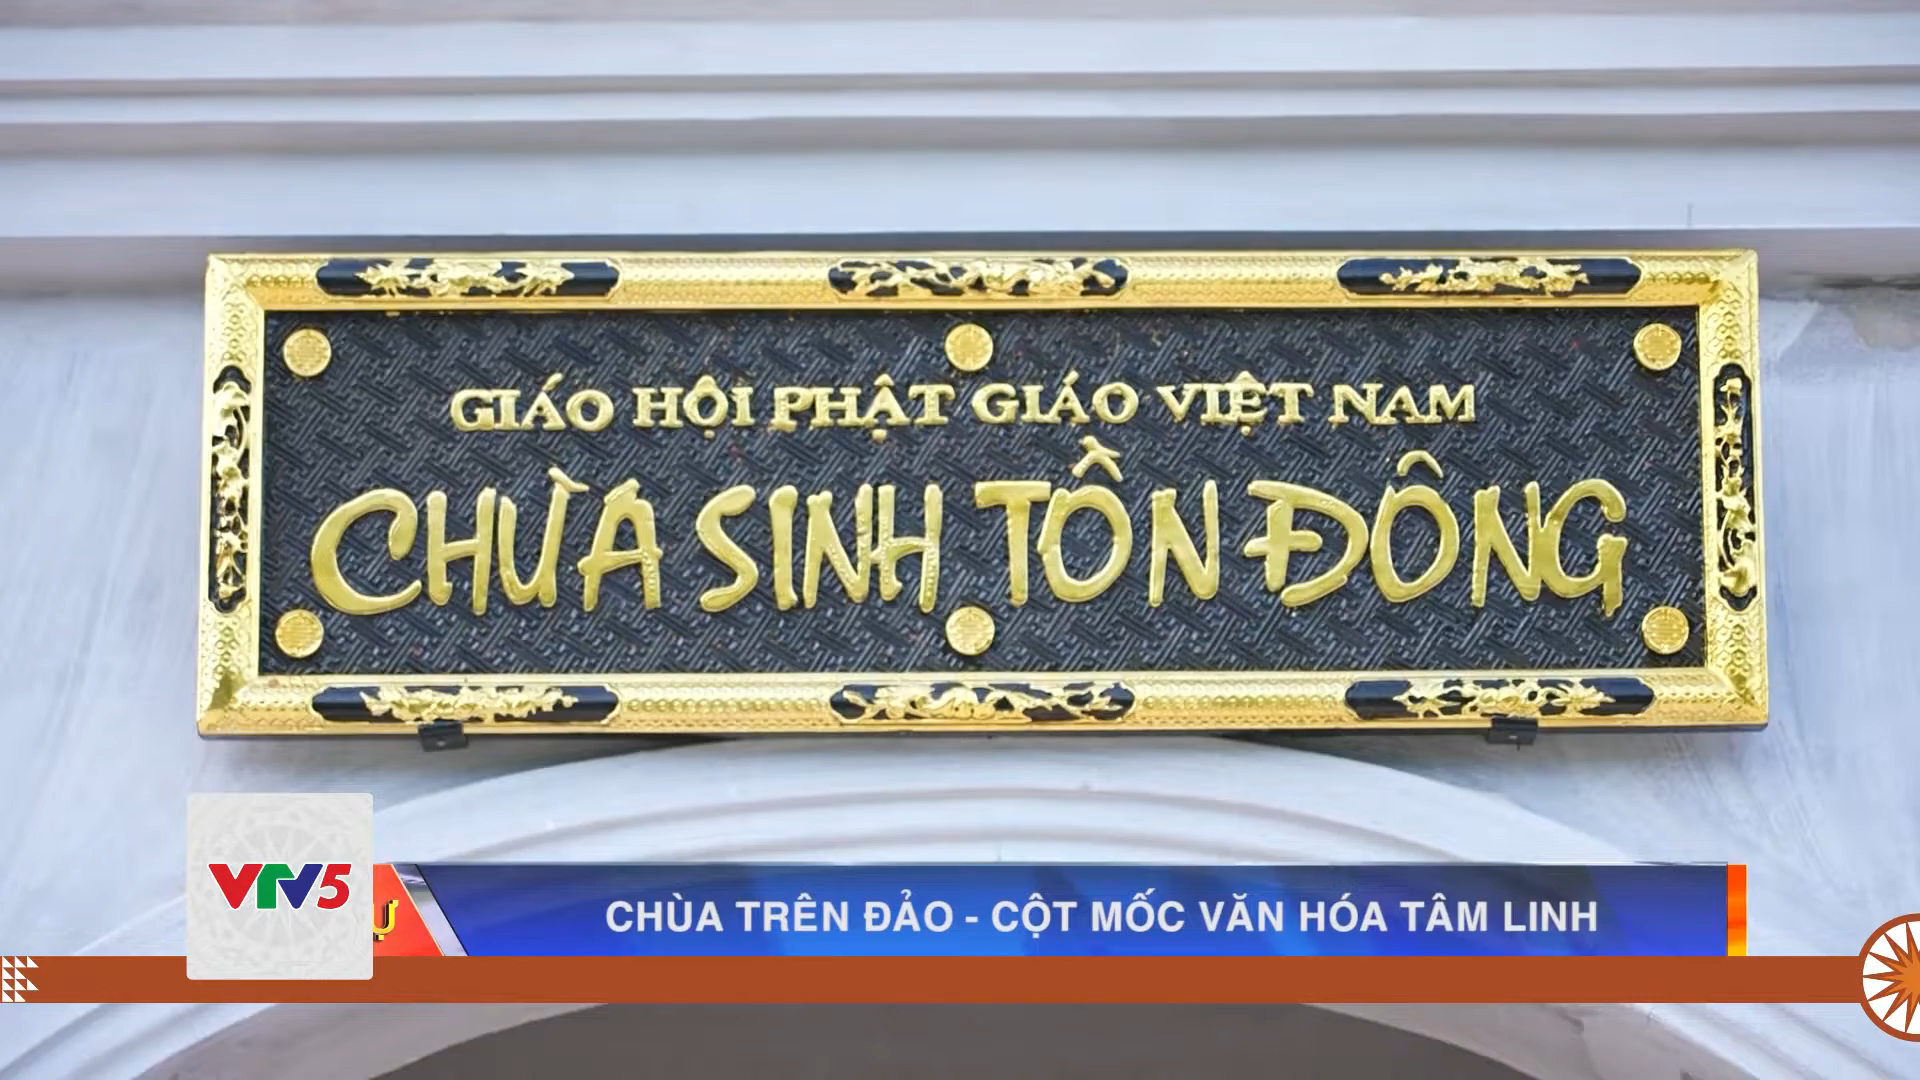 GIÁO HỘI PHẬT GIÁO VIỆT NAM
CHÙA SINH TỒN ĐÔNG
VTV5
CHÙA TRÊN ĐẢO - CỘT MỐC VĂN HÓA TÂM LINH